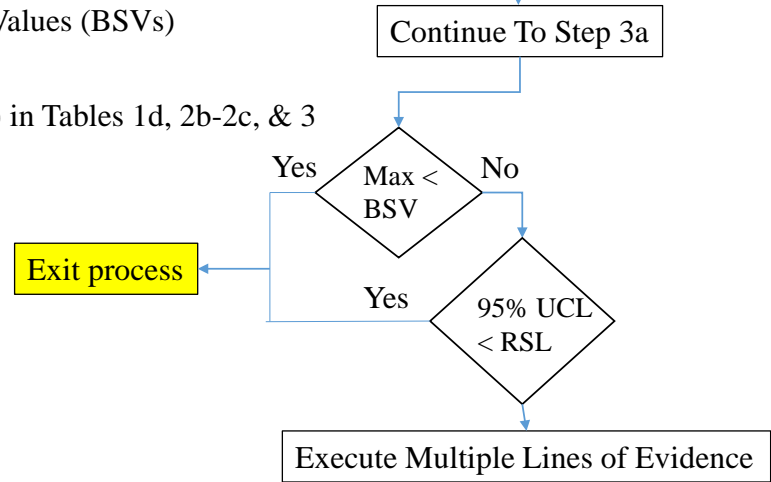 Values (BSVs)
Continue To Step 3a
in Tables 1d, 2b-2c, & 3
Yes
No
Max <
BSV
Exit process
Yes
95% UCL
< RSL
Execute Multiple Lines of Evidence